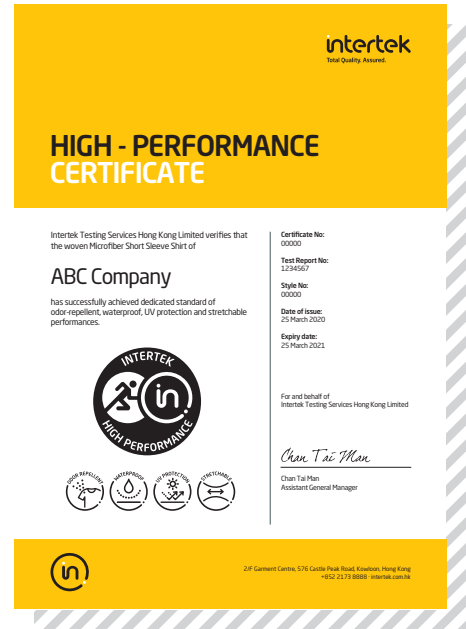 intertek
Total Quality. Assured.
HIGH - PERFORMANCE
CERTIFICATE
Intertek Testing Services Hong Kong Limited verifies that
the woven Microfiber Short Sleeve Shirt of
ABC Company
has successfully achieved dedicated standard of
odor-repellent, waterproof, UV protection and stretchable
performances.
INTERTEK
in
HIGH PERFORMANCE
ODOR REPELLENT
WATERPROOF
UV PROTECTION
STRETCHABLE
Certificate No:
00000
Test Report No:
1234567
Style No:
00000
Date of issue:
25 March 2020
Expiry date:
25 March 2021
For and behalf of
Intertek Testing Services Hong Kong Limited
Chan Tai Man
Chan Tai Man
Assistant General Manager
in
2/F Garment Centre, 576 Castle Peak Road, Kowloon, Hong Kong
+852 2173 8888 · intertek.com.hk